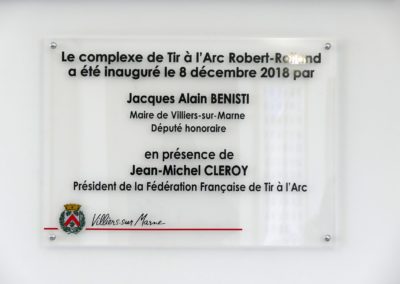 Le complexe de Tir à l'Arc Robert-Rolland
a été inauguré le 8 décembre 2018 par
Jacques Alain BENISTI
Maire de Villiers-sur-Marne
Député honoraire
en présence de
Jean-Michel CLEROY
Président de la Fédération Française de Tir à l'Arc
Villiers-sur-Marne